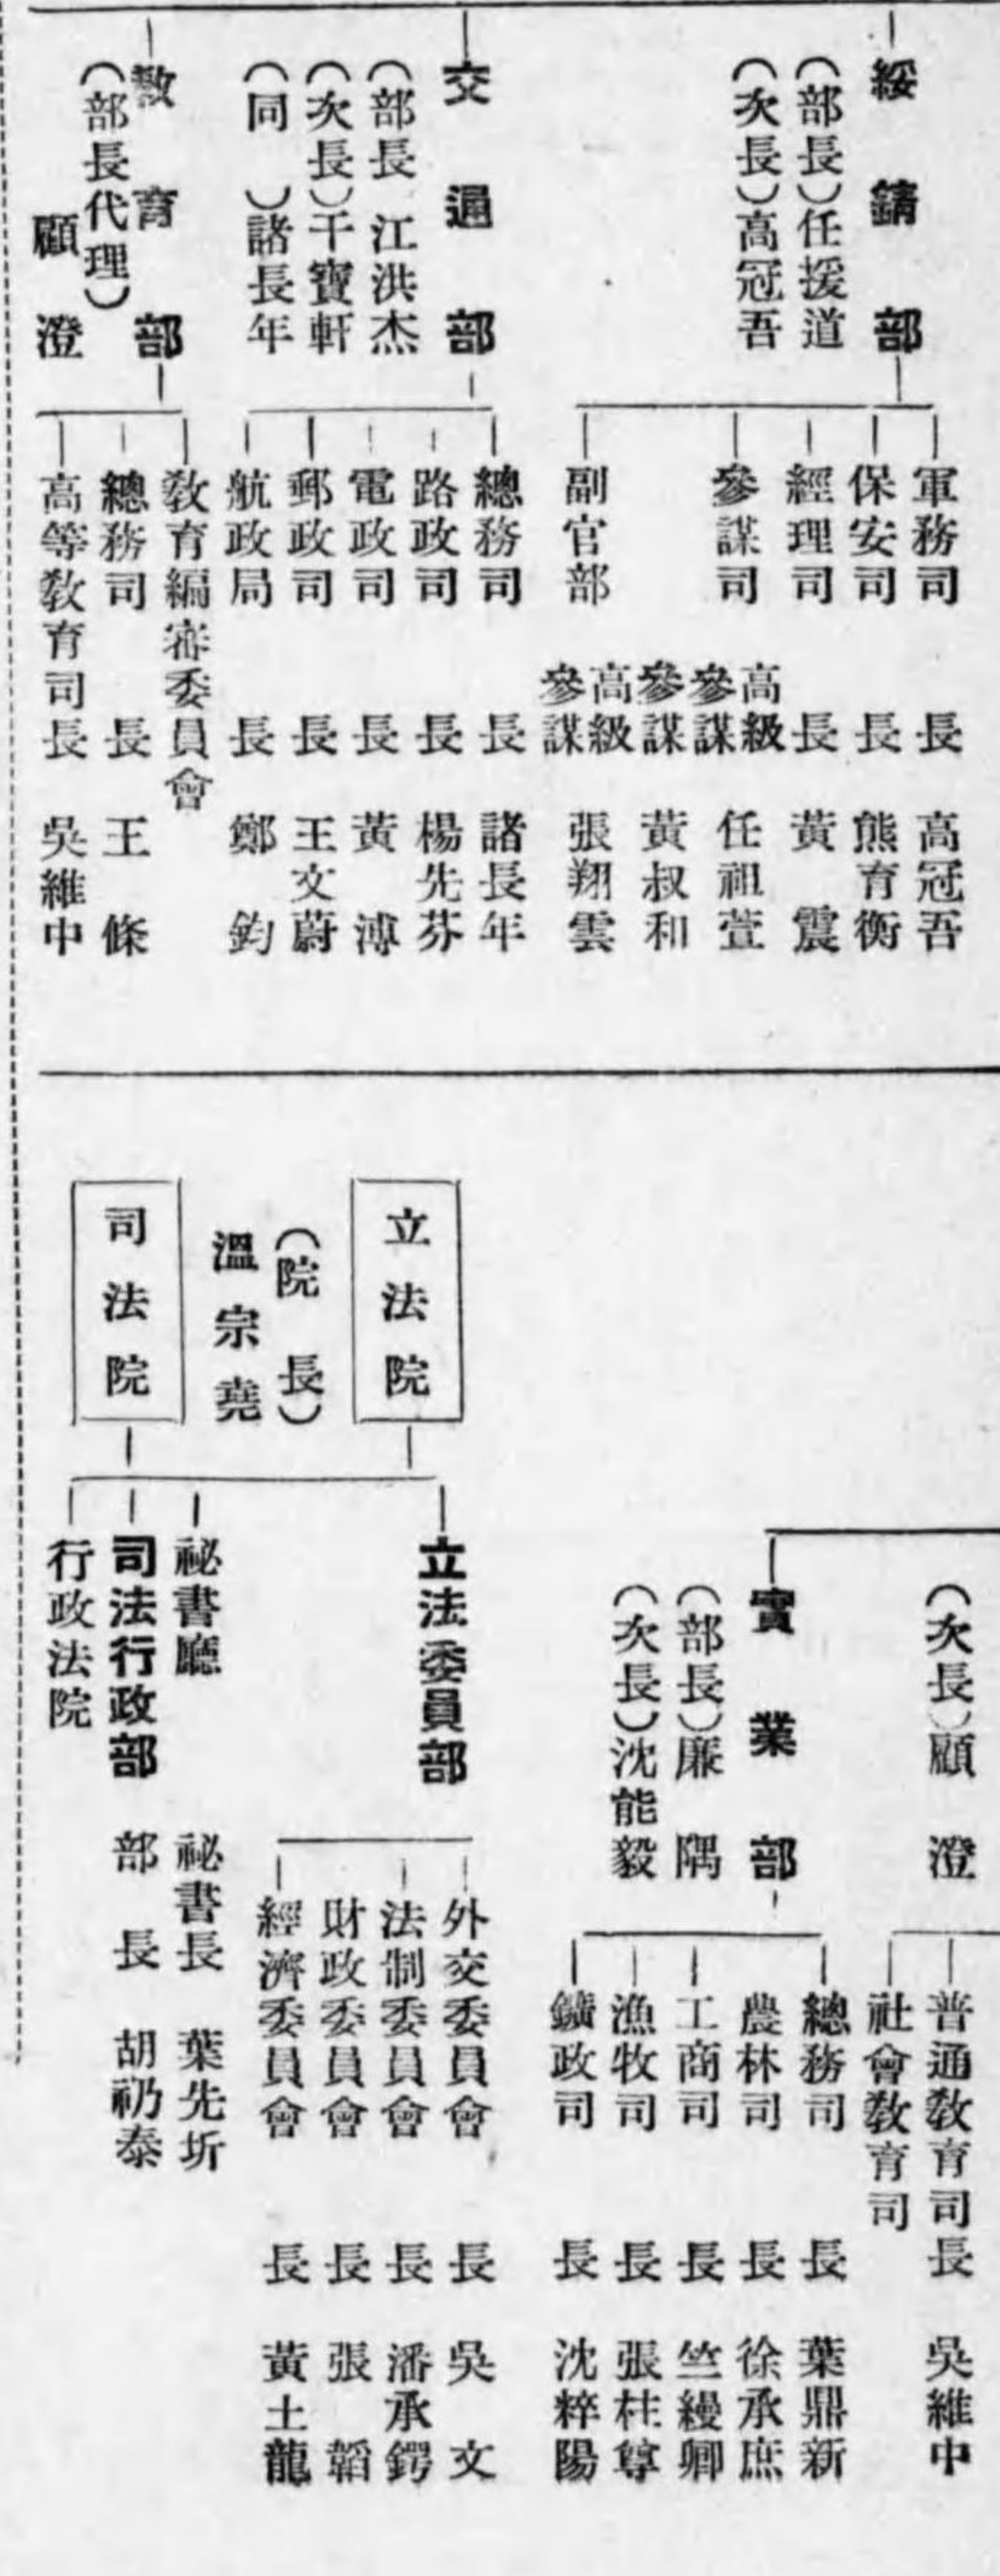 綏靖部
(部長)任援道
(次長)高冠吾
軍務司 長 高冠吾
保安司 長 熊育衡
經理司 長 黃震
參謀司 高級參謀 任祖萱
參謀 黃叔和
副官部 高級參謀 張翔雲
交通部
(部長 江洪杰
(次長)干寶軒
(同 )諸長年
總務司 長 諸長年
路政司 長 楊先芬
電政司 長 黃溥
郵政司 長 王文蔚
航政局 長 鄭鈞
教育部
(部長代理)
顧澄
敎育編審委員會
總務司 長 王條
高等敎育司 長 吳維中
(次長)顧澄
普通敎育司 長 吳維中
社會敎育司
實業部
(部長)廉隅
(次長)沈能毅
總務司 長 葉鼎新
農林司 長 徐承庶
工商司 長 竺縵卿
漁牧司 長 張柱尊
鑛政司 長 沈粹陽
立法院
(院長)
溫宗堯
司法院
立法委員部
外交委員會 長 吳文
法制委員會 長 潘承鍔
財政委員會 長 張韜
經濟委員會 長 黃土龍
祕書廳 祕書長 葉先圻
司法行政部 部長 胡礽泰
行政法院